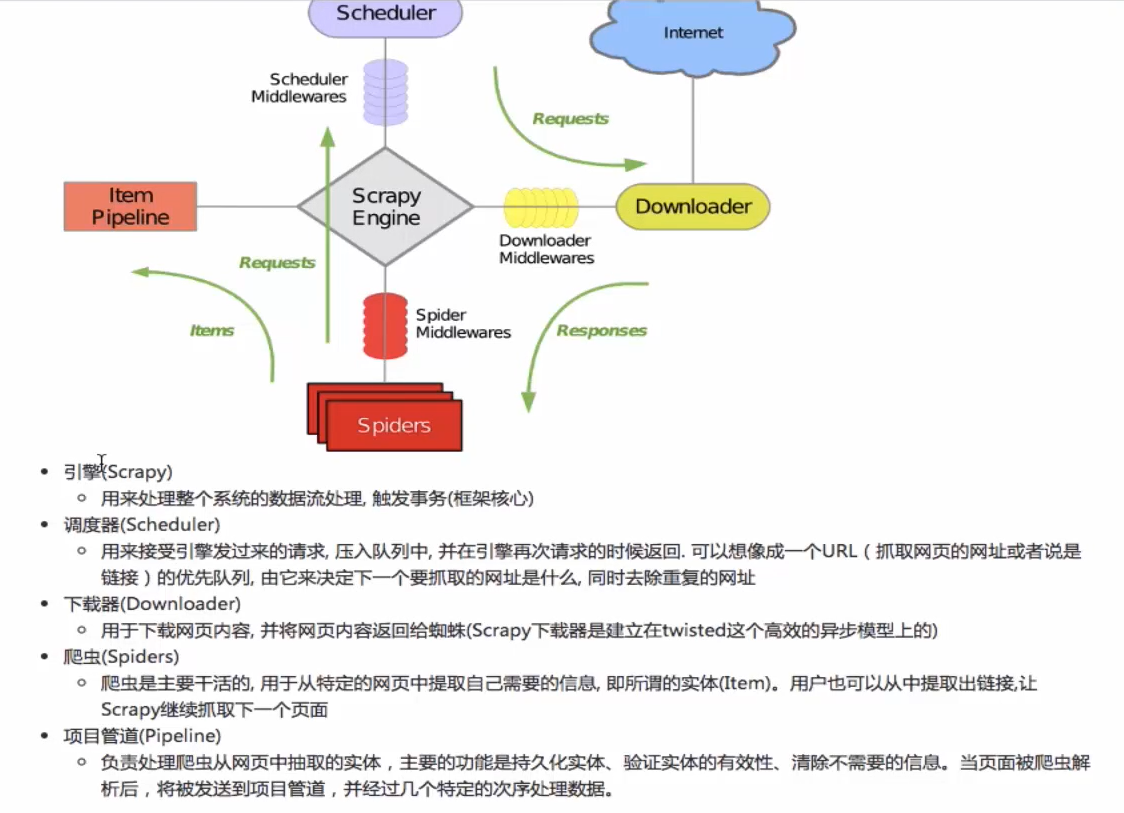 Scheduler
Internet
Scheduler
Middlewares
Requests
Item
Pipeline
Scrapy
Engine
Downloader
Downloader
Middlewares
Requests
Items
Spider
Middlewares
Responses
Spiders
• 引擎(Scrapy)
◦ 用来处理整个系统的数据流处理, 触发事务(框架核心)
• 调度器(Scheduler)
◦ 用来接受引擎发过来的请求, 压入队列中, 并在引擎再次请求的时候返回. 可以想像成一个URL（抓取网页的网址或者说是
链接）的优先队列, 由它来决定下一个要抓取的网址是什么, 同时去除重复的网址
• 下载器(Downloader)
◦ 用于下载网页内容, 并将网页内容返回给蜘蛛(Scrapy下载器是建立在twisted这个高效的异步模型上的)
• 爬虫(Spiders)
◦ 爬虫是主要干活的, 用于从特定的网页中提取自己需要的信息, 即所谓的实体(Item)。用户也可以从中提取出链接,让
Scrapy继续抓取下一个页面
• 项目管道(Pipeline)
◦ 负责处理爬虫从网页中抽取的实体，主要的功能是持久化实体、验证实体的有效性、清除不需要的信息。当页面被爬虫解
析后，将被发送到项目管道，并经过几个特定的次序处理数据。